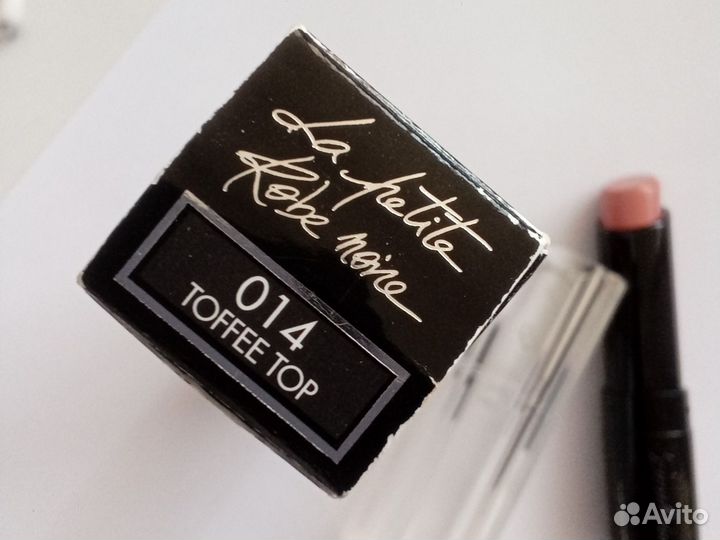 La petite
Robe noire
014
TOFFEE TOP
Avito